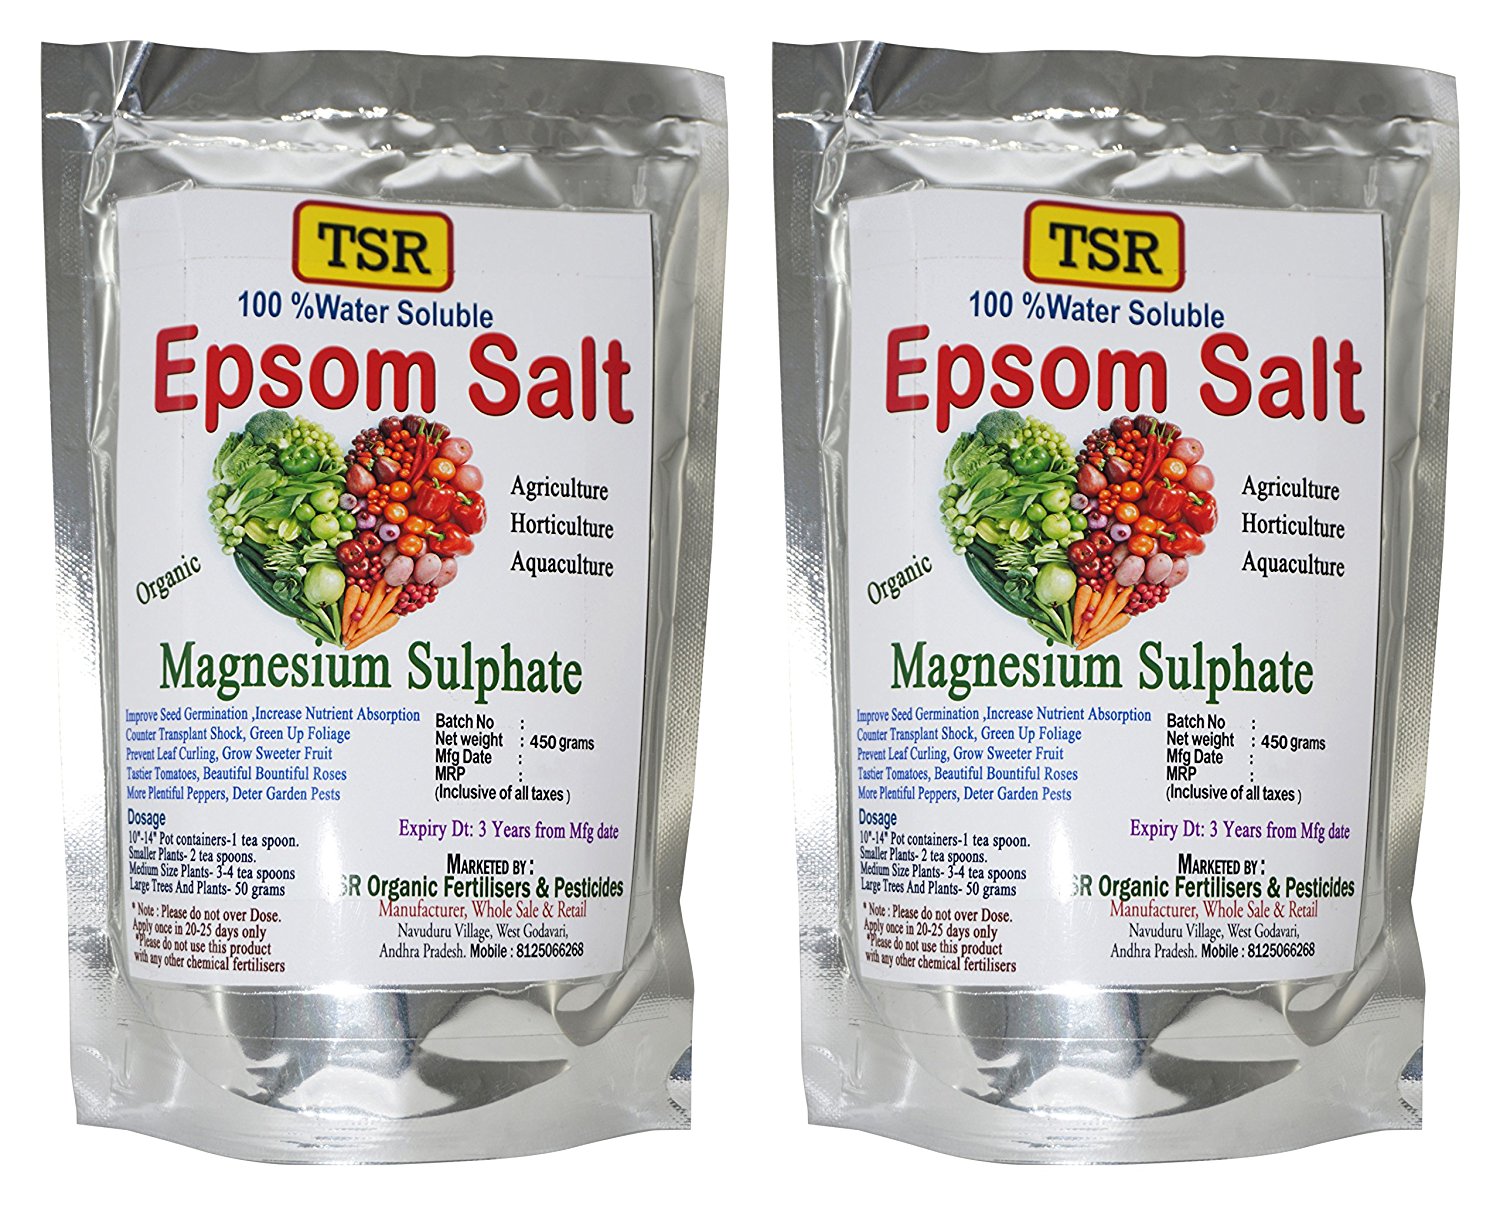 TSR
100 %Water Soluble
Epsom Salt
Agriculture
Horticulture
Aquaculture
Organic
Magnesium Sulphate
Improve Seed Germination ,Increase Nutrient Absorption
Counter Transplant Shock, Green Up Foliage
Prevent Leaf Curling, Grow Sweeter Fruit
Tastier Tomatoes, Beautiful Bountiful Roses
More Plentiful Peppers, Deter Garden Pests
Batch No :
Net weight : 450 grams
Mfg Date :
MRP :
(Inclusive of all taxes )
Dosage
10"-14" Pot containers-1 tea spoon.
Smaller Plants- 2 tea spoons.
Medium Size Plants- 3-4 tea spoons
Large Trees And Plants- 50 grams
* Note : Please do not over Dose.
Apply once in 20-25 days only
*Please do not use this product
with any other chemical fertilisers
Expiry Dt: 3 Years from Mfg date
MARKETED BY :
SR Organic Fertilisers & Pesticides
Manufacturer, Whole Sale & Retail
Navuduru Village, West Godavari,
Andhra Pradesh. Mobile : 8125066268
TSR
100 %Water Soluble
Epsom Salt
Agriculture
Horticulture
Aquaculture
Organic
Magnesium Sulphate
Improve Seed Germination ,Increase Nutrient Absorption
Counter Transplant Shock, Green Up Foliage
Prevent Leaf Curling, Grow Sweeter Fruit
Tastier Tomatoes, Beautiful Bountiful Roses
More Plentiful Peppers, Deter Garden Pests
Batch No :
Net weight : 450 grams
Mfg Date :
MRP :
(Inclusive of all taxes )
Dosage
10"-14" Pot containers-1 tea spoon.
Smaller Plants- 2 tea spoons.
Medium Size Plants- 3-4 tea spoons
Large Trees And Plants- 50 grams
* Note : Please do not over Dose.
Apply once in 20-25 days only
*Please do not use this product
with any other chemical fertilisers
Expiry Dt: 3 Years from Mfg date
MARKETED BY :
SR Organic Fertilisers & Pesticides
Manufacturer, Whole Sale & Retail
Navuduru Village, West Godavari,
Andhra Pradesh. Mobile : 8125066268